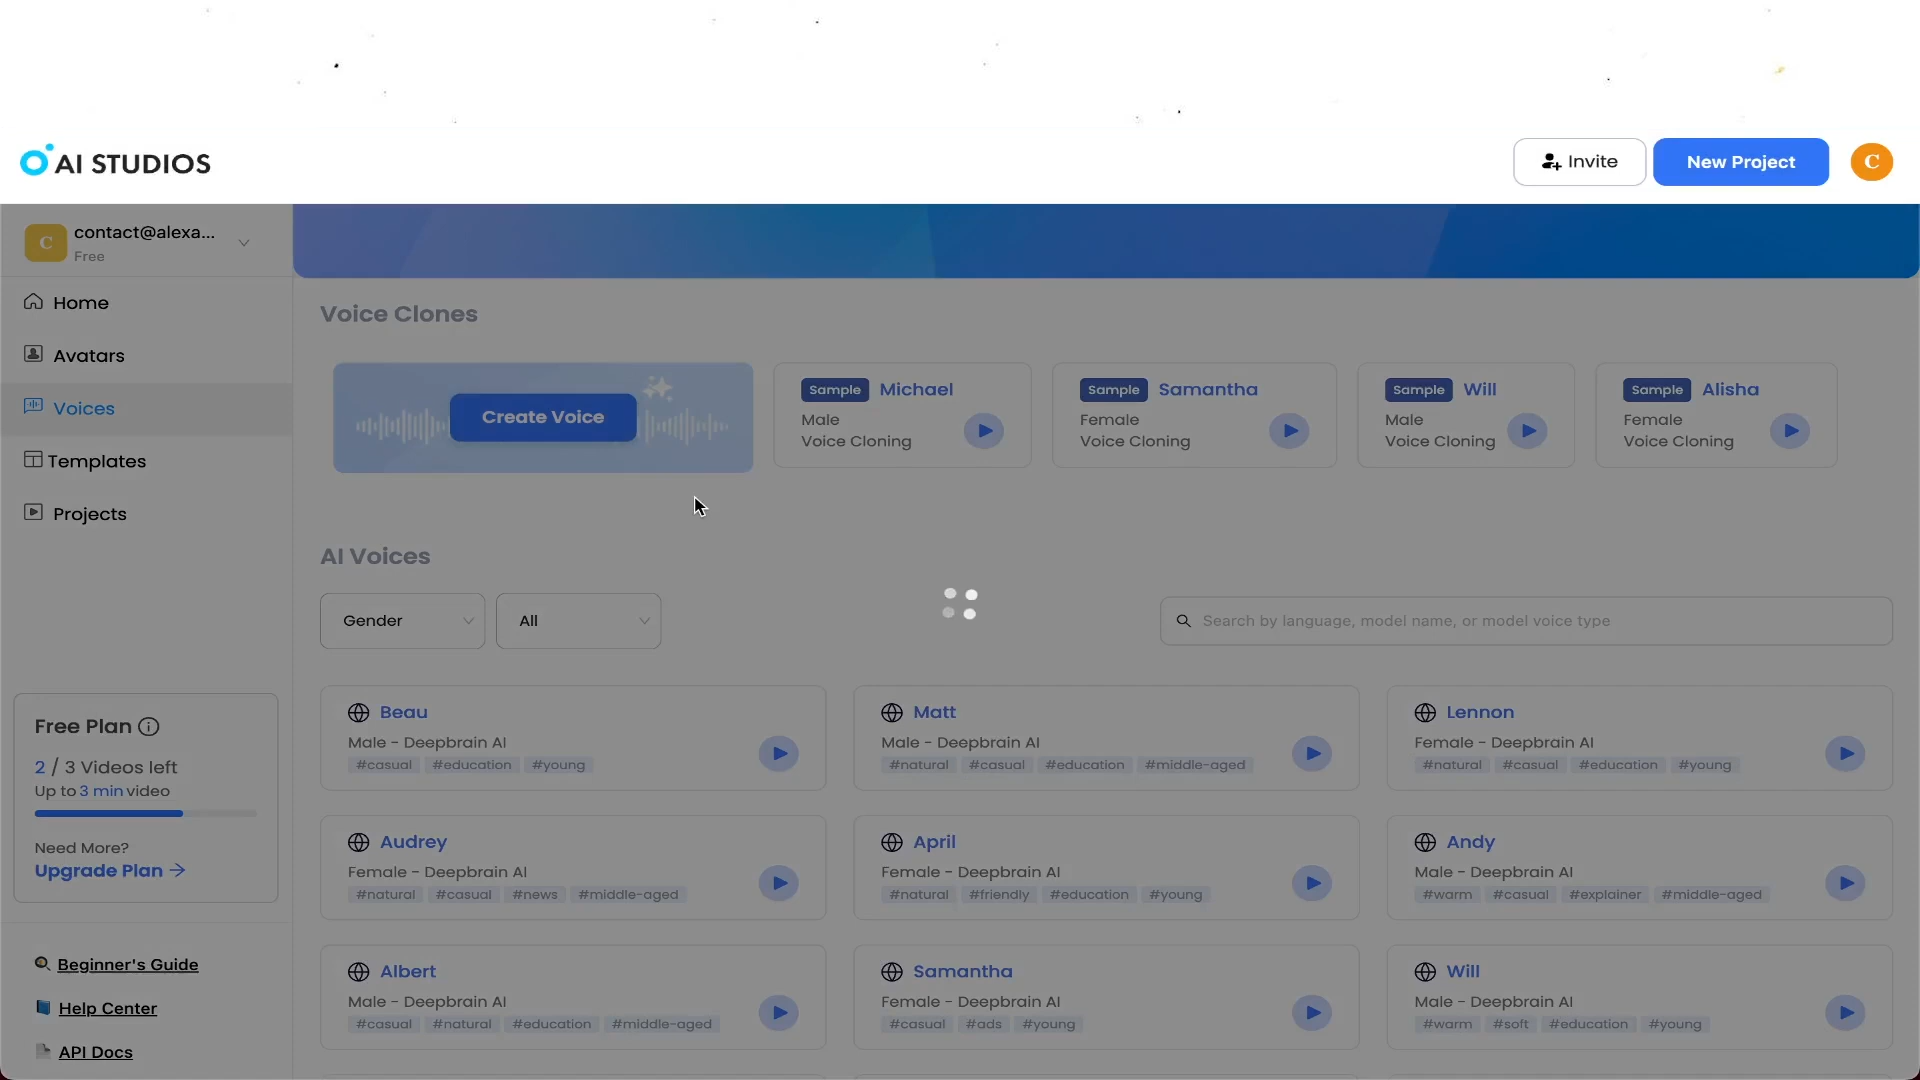 AI STUDIOS
Invite
New Project
C
C
contact@alexa...
Free
Home
Avatars
Voices
Templates
Projects
Free Plan
2 / 3 Videos left
Up to 3 min video
Need More?
Upgrade Plan →
Beginner's Guide
Help Center
API Docs
Voice Clones
Create Voice
Sample Michael
Male
Voice Cloning
Sample Samantha
Female
Voice Cloning
Sample Will
Male
Voice Cloning
Sample Alisha
Female
Voice Cloning
AI Voices
Gender
All
Search by language, model name, or model voice type
Beau
Male - Deepbrain AI
#casual #education #young
Matt
Male - Deepbrain AI
#natural #casual #education #middle-aged
Lennon
Female - Deepbrain AI
#natural #casual #education #young
Audrey
Female - Deepbrain AI
#natural #casual #news #middle-aged
April
Female - Deepbrain AI
#natural #friendly #education #young
Andy
Male - Deepbrain AI
#warm #casual #explainer #middle-aged
Albert
Male - Deepbrain AI
#casual #natural #education #middle-aged
Samantha
Female - Deepbrain AI
#casual #ads #young
Will
Male - Deepbrain AI
#warm #soft #education #young